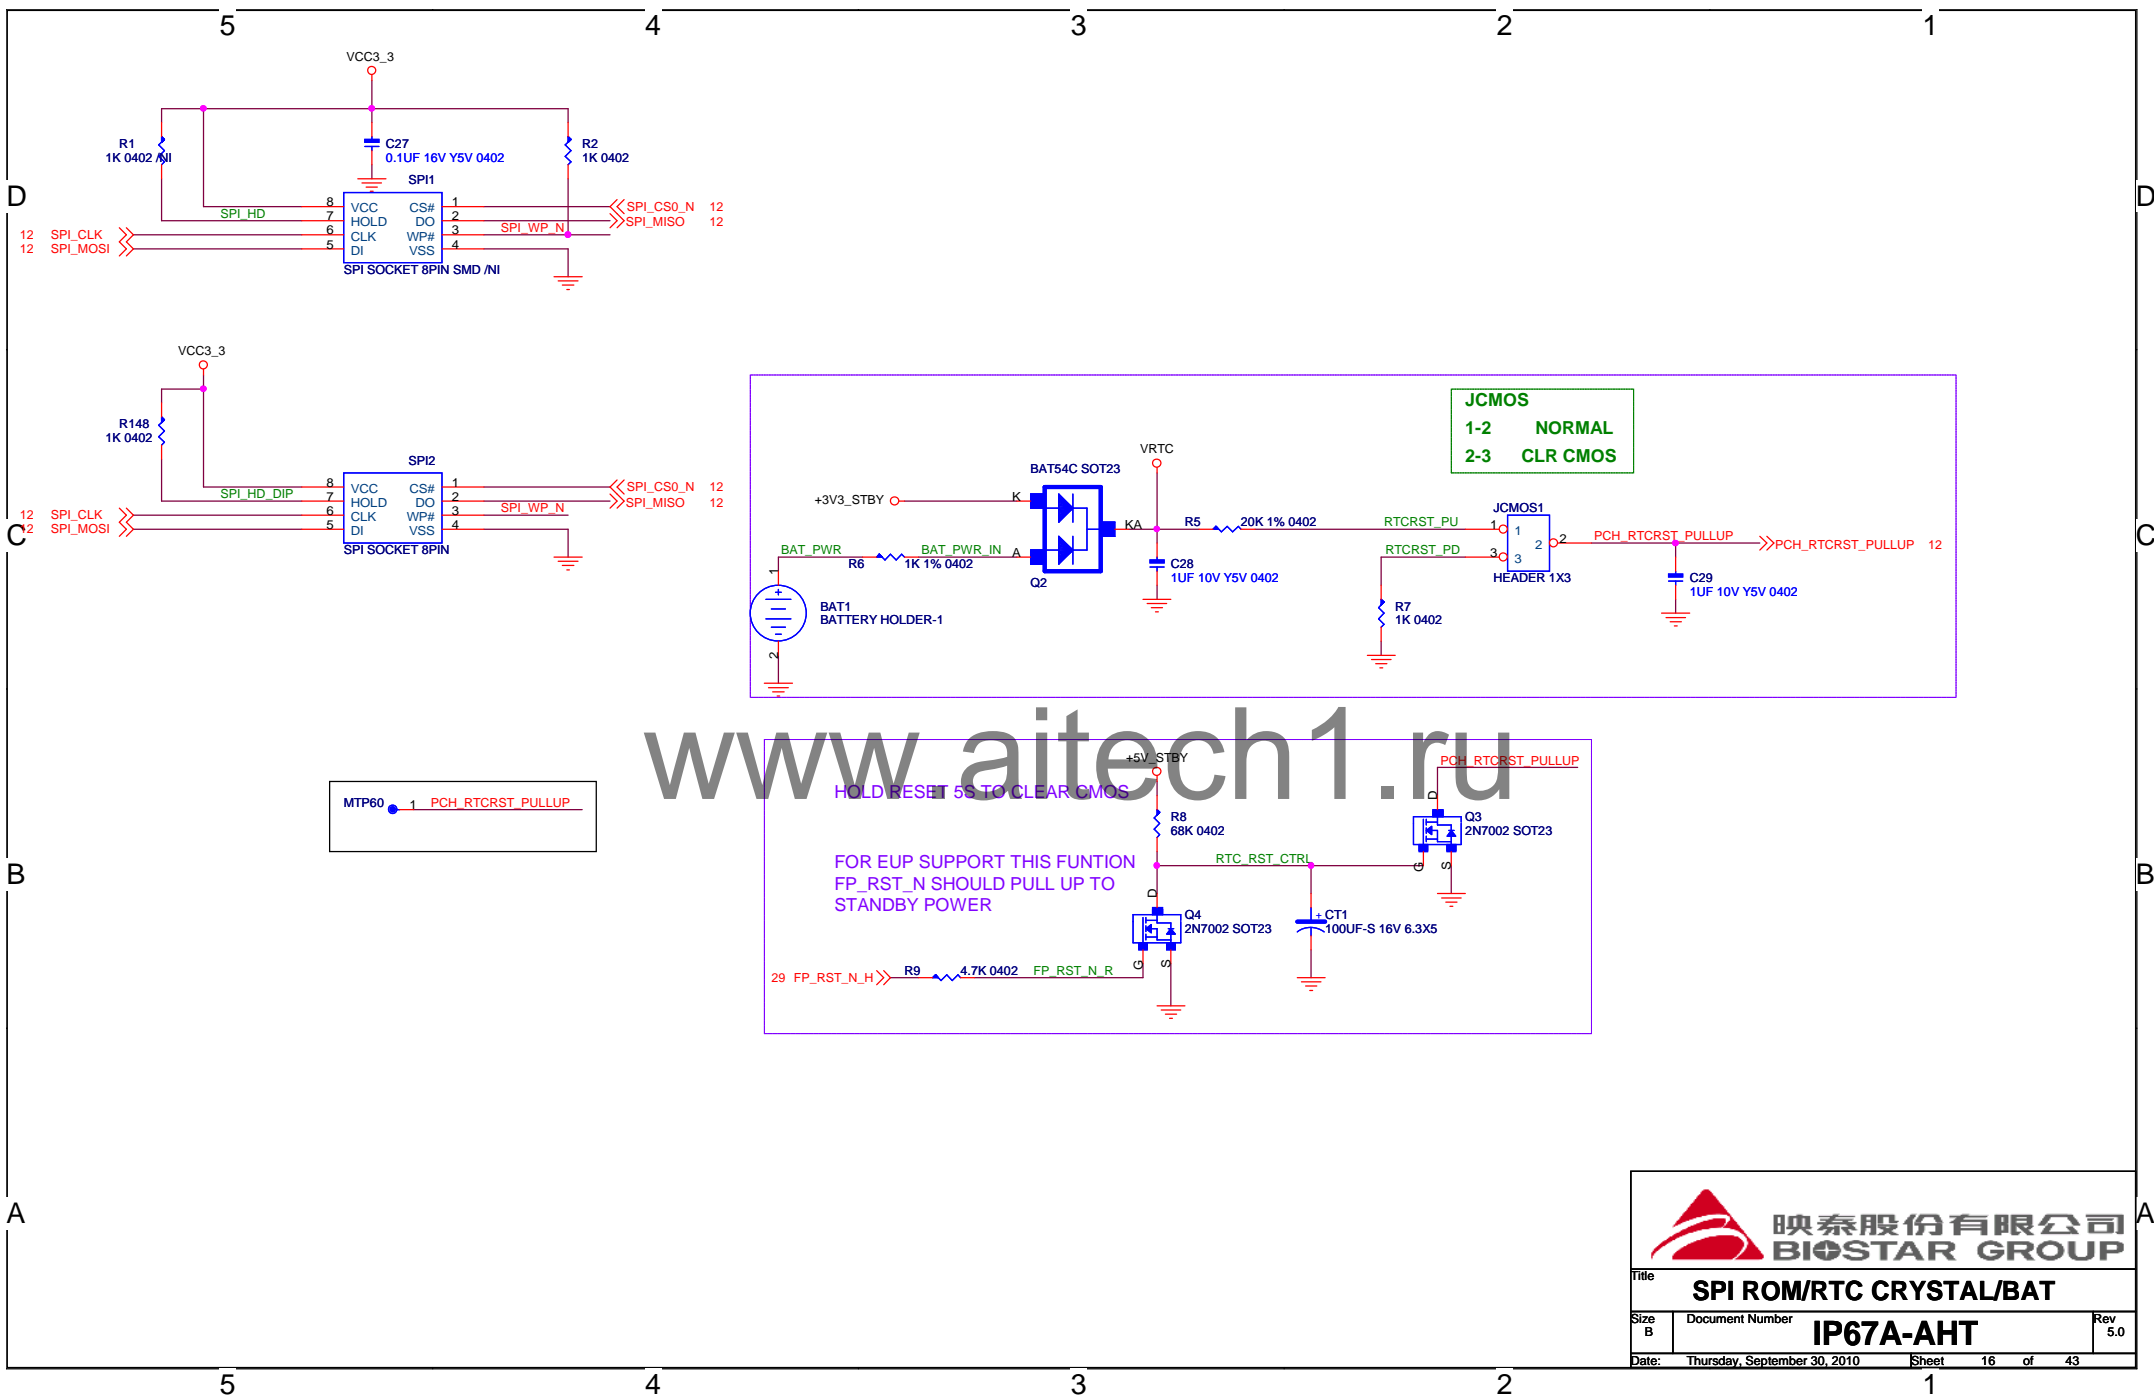 5 4 3 2 1
D D
C C
B B
A A
VCC3_3
R1
1K 0402 /NI
C27
0.1UF 16V Y5V 0402
R2
1K 0402
SPI1
8 VCC CS# 1
7 HOLD DO 2
6 CLK WP# 3
5 DI VSS 4
SPI_HD
SPI_WP_N
12 SPI_CLK
12 SPI_MOSI
SPI_CS0_N 12
SPI_MISO 12
SPI SOCKET 8PIN SMD /NI
VCC3_3
R148
1K 0402
SPI2
8 VCC CS# 1
7 HOLD DO 2
6 CLK WP# 3
5 DI VSS 4
SPI_HD_DIP
SPI_WP_N
12 SPI_CLK
12 SPI_MOSI
SPI_CS0_N 12
SPI_MISO 12
SPI SOCKET 8PIN
JCMOS
1-2 NORMAL
2-3 CLR CMOS
VRTC
BAT54C SOT23
+3V3_STBY
K
KA
A
Q2
BAT_PWR
R6
BAT_PWR_IN
1K 1% 0402
1
BAT1
BATTERY HOLDER-1
2
R5
20K 1% 0402
C28
1UF 10V Y5V 0402
RTCRST_PU
RTCRST_PD
JCMOS1
1 1
2 2
3 3
HEADER 1X3
R7
1K 0402
PCH_RTCRST_PULLUP
PCH_RTCRST_PULLUP 12
C29
1UF 10V Y5V 0402
www.aitech1.ru
MTP60 1 PCH_RTCRST_PULLUP
HOLD RESET 5S TO CLEAR CMOS
FOR EUP SUPPORT THIS FUNTION
FP_RST_N SHOULD PULL UP TO
STANDBY POWER
+5V_STBY
R8
68K 0402
RTC_RST_CTRL
PCH_RTCRST_PULLUP
D
Q3
2N7002 SOT23
G S
D
Q4
2N7002 SOT23
G S
+ CT1
100UF-S 16V 6.3X5
29 FP_RST_N_H
R9
4.7K 0402
FP_RST_N_R
映泰股份有限公司
BIOSTAR GROUP
Title
SPI ROM/RTC CRYSTAL/BAT
Size
B
Document Number
IP67A-AHT
Rev
5.0
Date: Thursday, September 30, 2010 Sheet 16 of 43
5 4 3 2 1